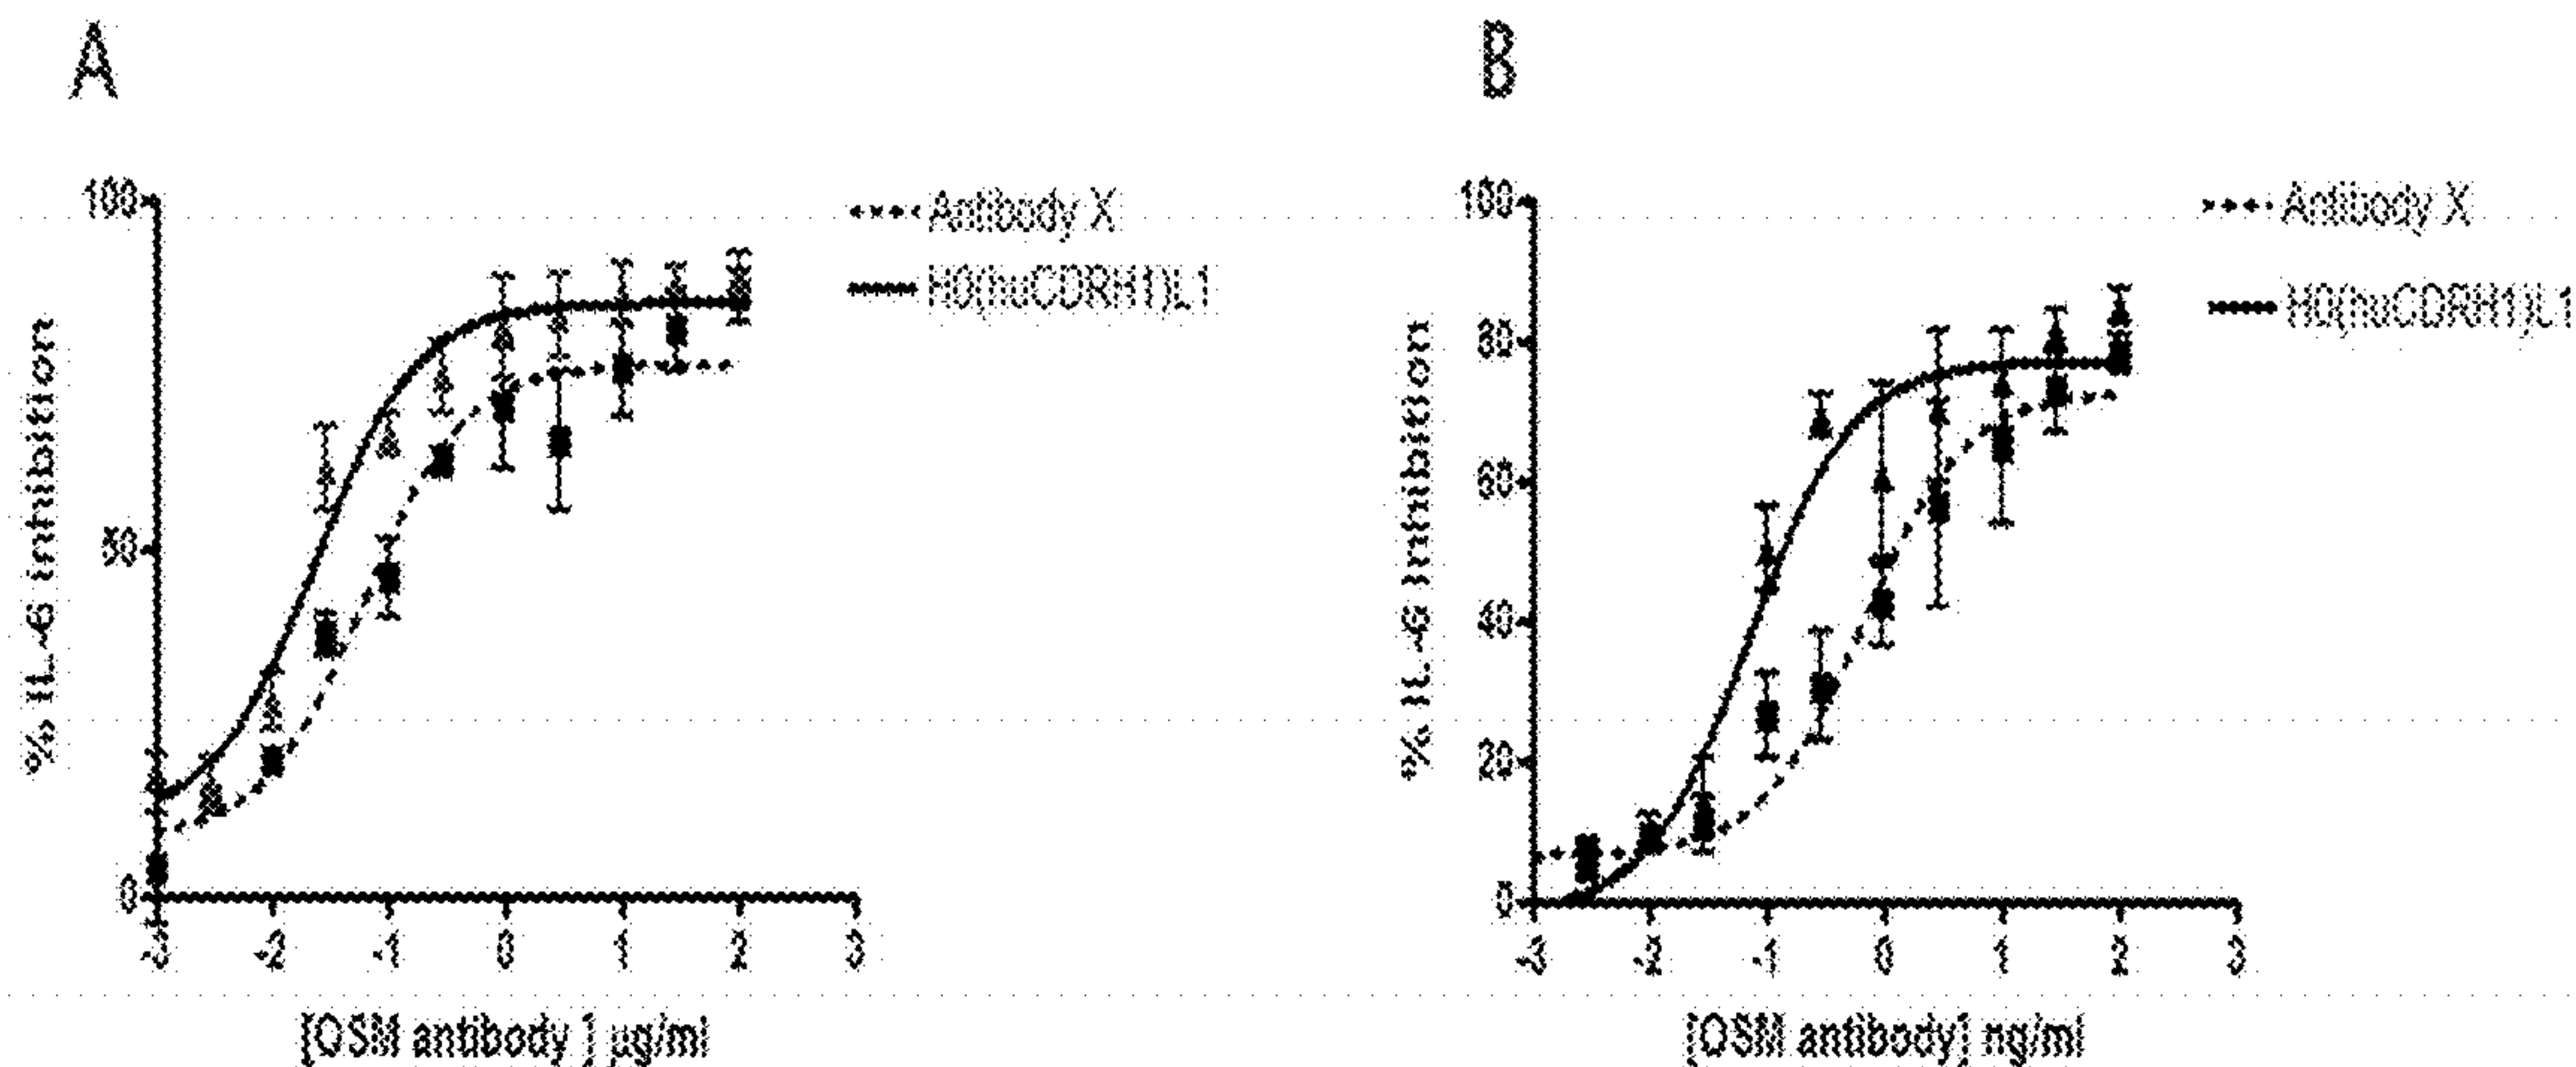 A
B
100
50
0
-3
-2
-1
0
1
2
3
% IL-6 inhibition
[OSM antibody ] µg/ml
Antibody X
H0(huCDRH1)L1
100
80
60
40
20
0
-3
-2
-1
0
1
2
3
% IL-6 Inhibition
[OSM antibody] ng/ml
Antibody X
H0(huCDRH1)L1